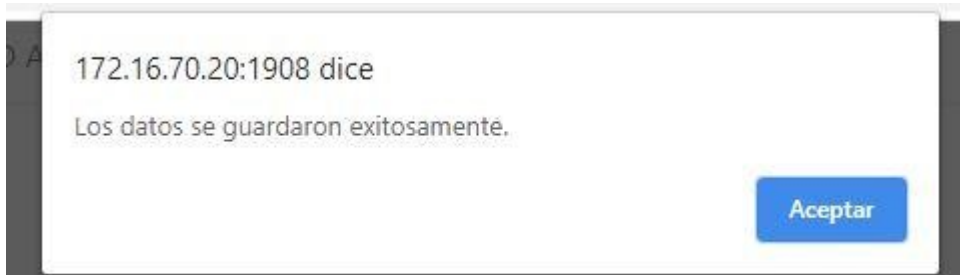 172.16.70.20:1908 dice
Los datos se guardaron exitosamente.
Aceptar